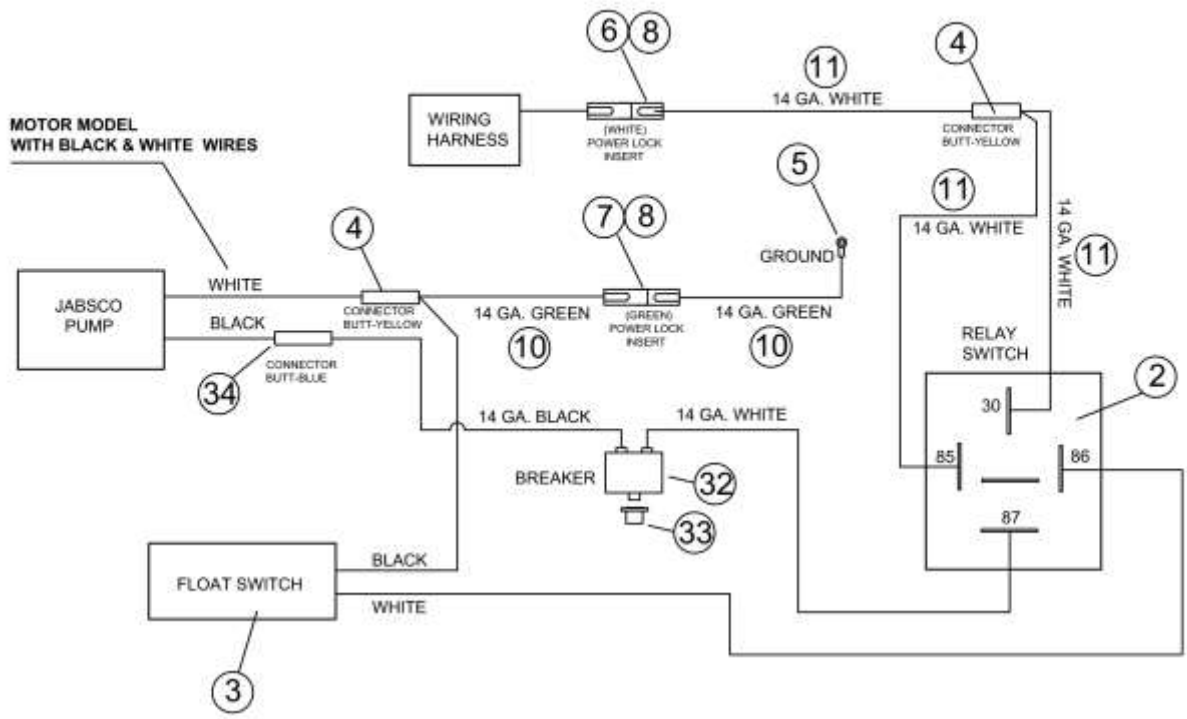 6 8
4
11
14 GA. WHITE
WIRING
HARNESS
(WHITE)
POWER LOCK
INSERT
CONNECTOR
BUTT-YELLOW
MOTOR MODEL
WITH BLACK & WHITE WIRES
5
11
14 GA. WHITE
14 GA. WHITE
11
4
7 8
GROUND
WHITE
JABSCO
PUMP
CONNECTOR
BUTT-YELLOW
14 GA. GREEN
10
(GREEN)
POWER LOCK
INSERT
14 GA. GREEN
10
BLACK
34
CONNECTOR
BUTT-BLUE
RELAY
SWITCH
2
30
85
86
87
14 GA. BLACK
14 GA. WHITE
BREAKER
32
33
BLACK
FLOAT SWITCH
WHITE
3